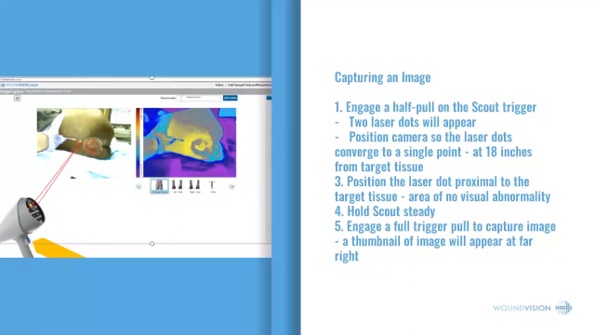 Capturing an Image
1. Engage a half-pull on the Scout trigger
- Two laser dots will appear
- Position camera so the laser dots
converge to a single point - at 18 inches
from target tissue
3. Position the laser dot proximal to the
target tissue - area of no visual abnormality
4. Hold Scout steady
5. Engage a full trigger pull to capture image
- a thumbnail of image will appear at far
right
WOUNDVISION